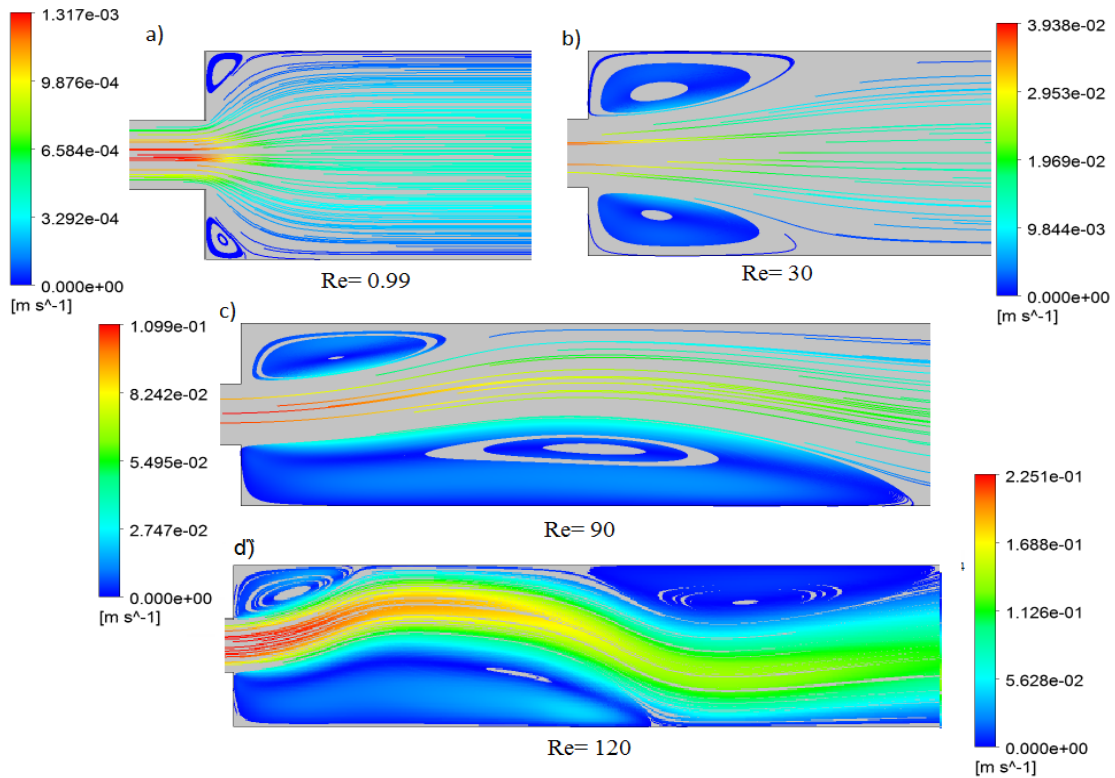 1.317e-03
9.876e-04
6.584e-04
3.292e-04
0.000e+00
[m s^-1]
a)
Re= 0.99
b)
Re= 30
3.938e-02
2.953e-02
1.969e-02
9.844e-03
0.000e+00
[m s^-1]
1.099e-01
8.242e-02
5.495e-02
2.747e-02
0.000e+00
[m s^-1]
c)
Re= 90
d)
Re= 120
2.251e-01
1.688e-01
1.126e-01
5.628e-02
0.000e+00
[m s^-1]